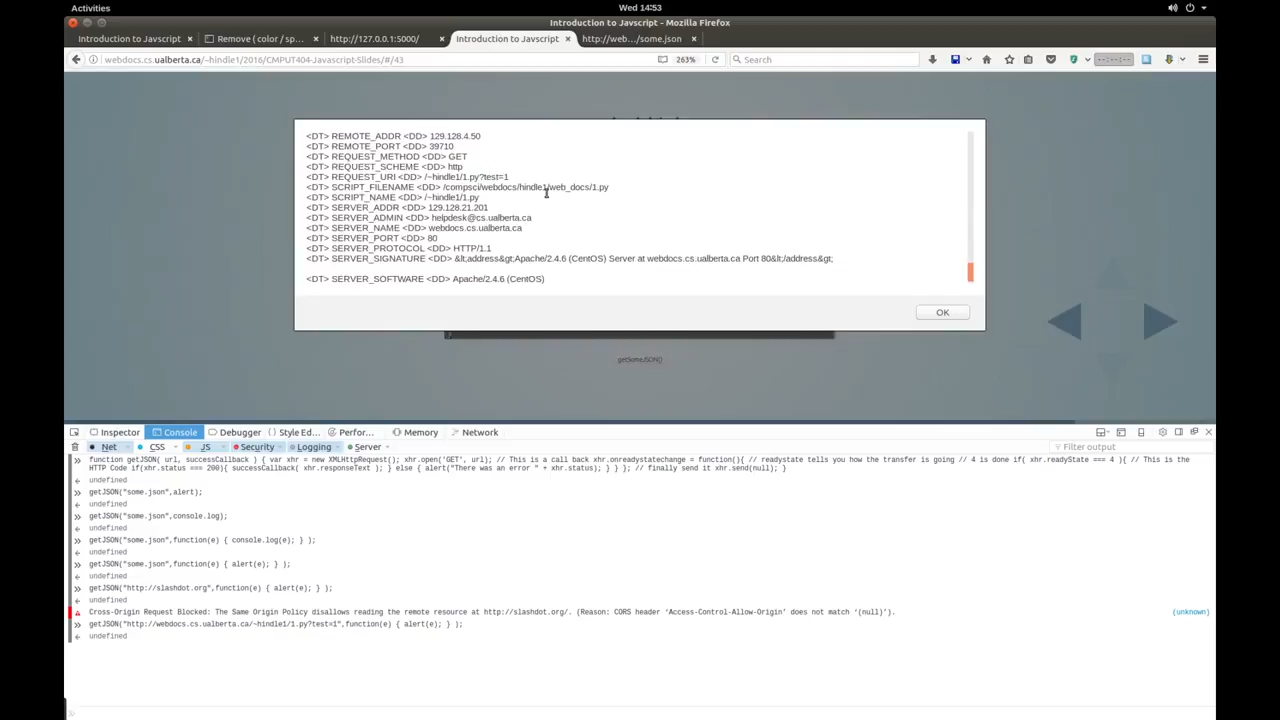 Activities
Wed 14:53
Introduction to Javscript - Mozilla Firefox
Introduction to Javscript × Remove ( color / sp… × http://127.0.0.1:5000/ × Introduction to Javscript × http://web…/some.json ×
webdocs.cs.ualberta.ca/~hindle1/2016/CMPUT404-Javascript-Slides/#/43 263% Search --:--:--
<DT> REMOTE_ADDR <DD> 129.128.4.50
<DT> REMOTE_PORT <DD> 39710
<DT> REQUEST_METHOD <DD> GET
<DT> REQUEST_SCHEME <DD> http
<DT> REQUEST_URI <DD> /~hindle1/1.py?test=1
<DT> SCRIPT_FILENAME <DD> /compsci/webdocs/hindle1/web_docs/1.py
<DT> SCRIPT_NAME <DD> /~hindle1/1.py
<DT> SERVER_ADDR <DD> 129.128.21.201
<DT> SERVER_ADMIN <DD> helpdesk@cs.ualberta.ca
<DT> SERVER_NAME <DD> webdocs.cs.ualberta.ca
<DT> SERVER_PORT <DD> 80
<DT> SERVER_PROTOCOL <DD> HTTP/1.1
<DT> SERVER_SIGNATURE <DD> &lt;address&gt;Apache/2.4.6 (CentOS) Server at webdocs.cs.ualberta.ca Port 80&lt;/address&gt;
<DT> SERVER_SOFTWARE <DD> Apache/2.4.6 (CentOS)
OK
getSomeJSON()
Inspector Console Debugger Style Ed… Perfor… Memory Network
Net CSS JS Security Logging Server Filter output
function getJSON( url, successCallback ) { var xhr = new XMLHttpRequest(); xhr.open('GET', url); // This is a call back xhr.onreadystatechange = function(){ // readystate tells you how the transfer is going // 4 is done if( xhr.readyState === 4 ){ // This is the
HTTP Code if(xhr.status === 200){ successCallback( xhr.responseText ); } else { alert("There was an error " + xhr.status); } } }; // finally send it xhr.send(null); }
undefined
getJSON("some.json",alert);
undefined
getJSON("some.json",console.log);
undefined
getJSON("some.json",function(e) { console.log(e); } );
undefined
getJSON("some.json",function(e) { alert(e); } );
undefined
getJSON("http://slashdot.org",function(e) { alert(e); } );
undefined
Cross-Origin Request Blocked: The Same Origin Policy disallows reading the remote resource at http://slashdot.org/. (Reason: CORS header 'Access-Control-Allow-Origin' does not match '(null)'). (unknown)
getJSON("http://webdocs.cs.ualberta.ca/~hindle1/1.py?test=1",function(e) { alert(e); } );
undefined